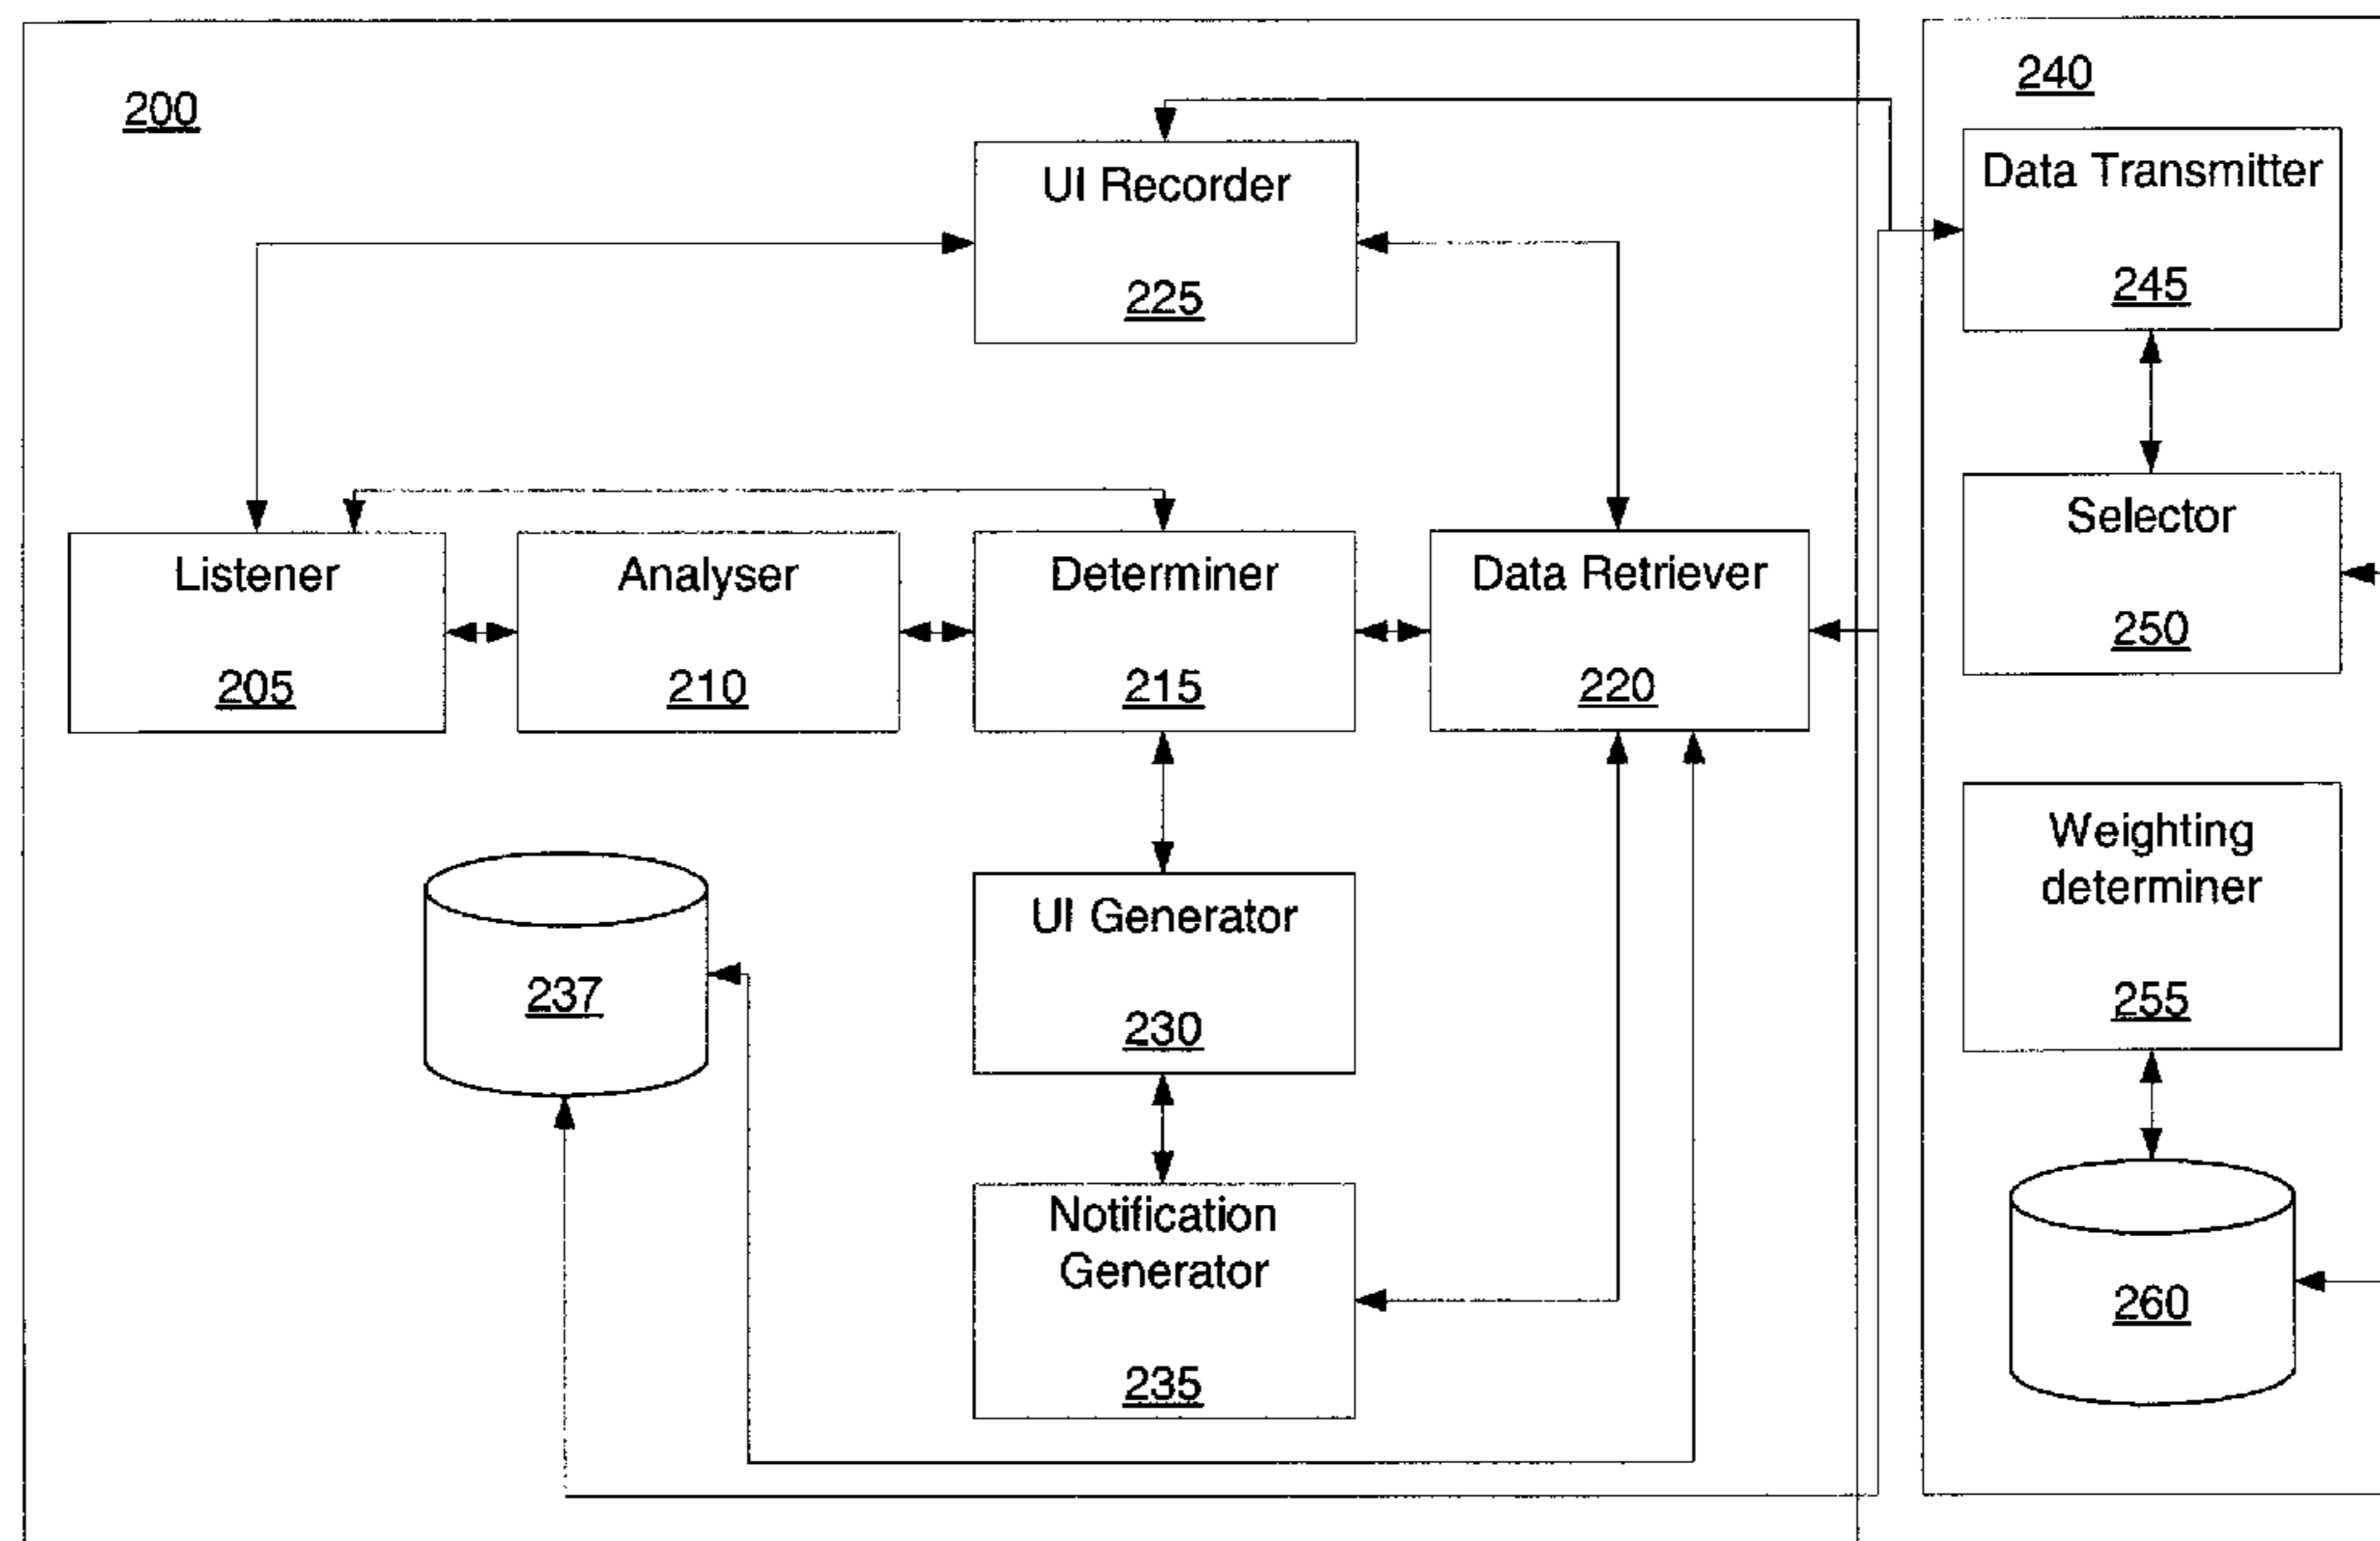 200
240
UI Recorder
225
Data Transmitter
245
Listener
205
Analyser
210
Determiner
215
Data Retriever
220
Selector
250
237
UI Generator
230
Notification
Generator
235
Weighting
determiner
255
260